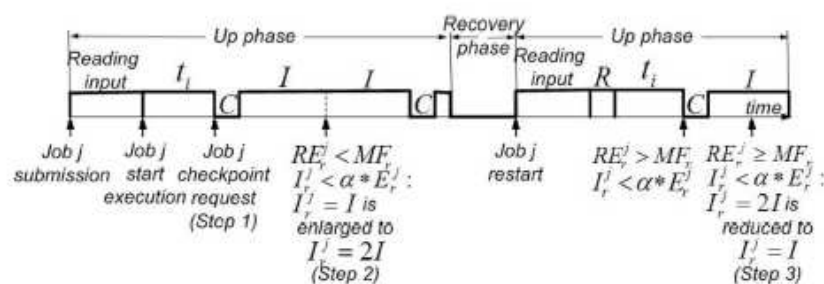 Up phase
Recovery
phase
Up phase
Reading
input
t_i
C
I
I
C
Reading
input
R
t_i
C
I
time
Job j
submission
Job j
start
execution
Job j
checkpoint
request
(Step 1)
RE_r^j < MF_r
I_r^j < α * E_r^j :
I_r^j = I is
enlarged to
I_r^j = 2I
(Step 2)
Job j
restart
RE_r^j > MF_r
I_r^j < α * E_r^j
RE_r^j ≥ MF_r
I_r^j < α * E_r^j :
I_r^j = 2I is
reduced to
I_r^j = I
(Step 3)